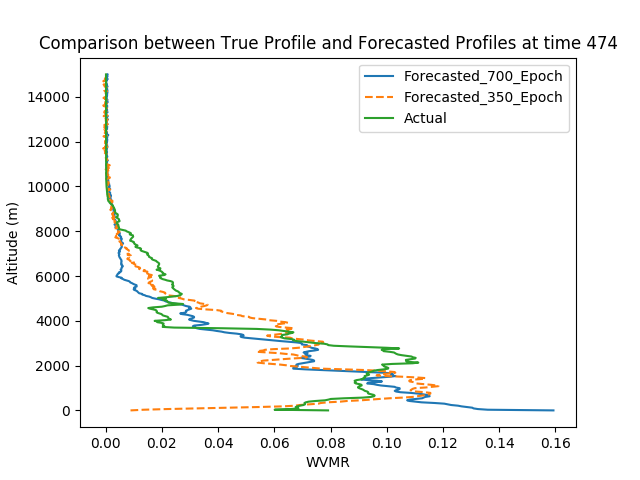 Comparison between True Profile and Forecasted Profiles at time 474
Forecasted_700_Epoch
Forecasted_350_Epoch
Actual
Altitude (m)
14000
12000
10000
8000
6000
4000
2000
0
0.00 0.02 0.04 0.06 0.08 0.10 0.12 0.14 0.16
WVMR